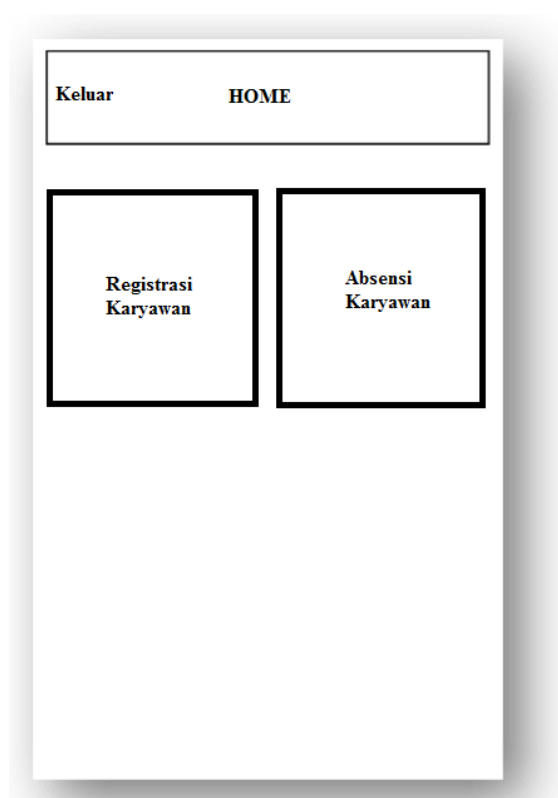 Keluar
HOME
Registrasi
Karyawan
Absensi
Karyawan